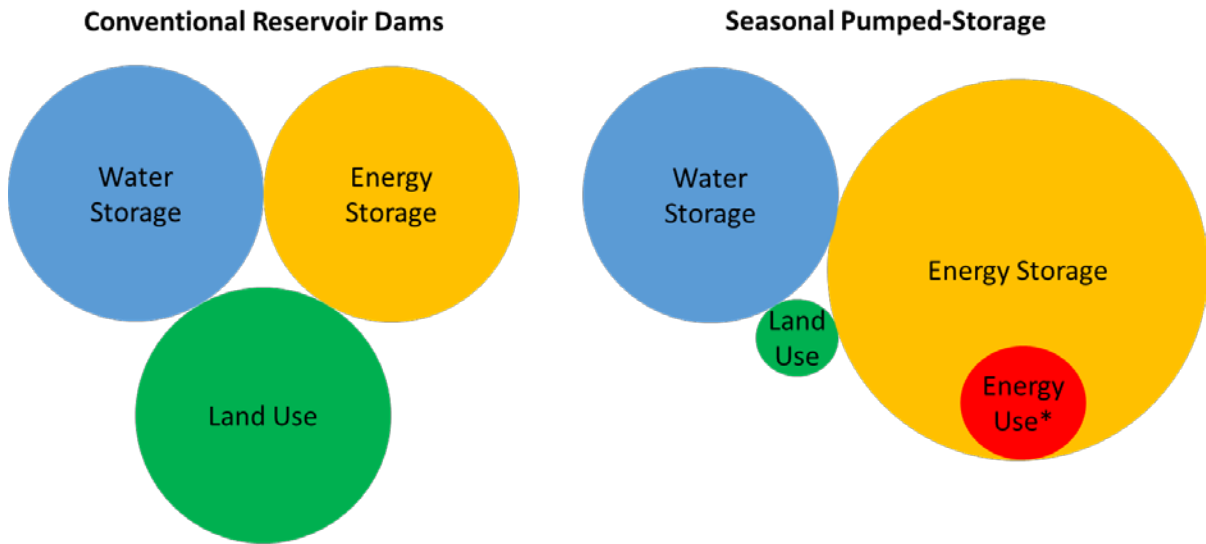 Conventional Reservoir Dams
Water
Storage
Energy
Storage
Land Use
Seasonal Pumped-Storage
Water
Storage
Energy Storage
Land
Use
Energy
Use*